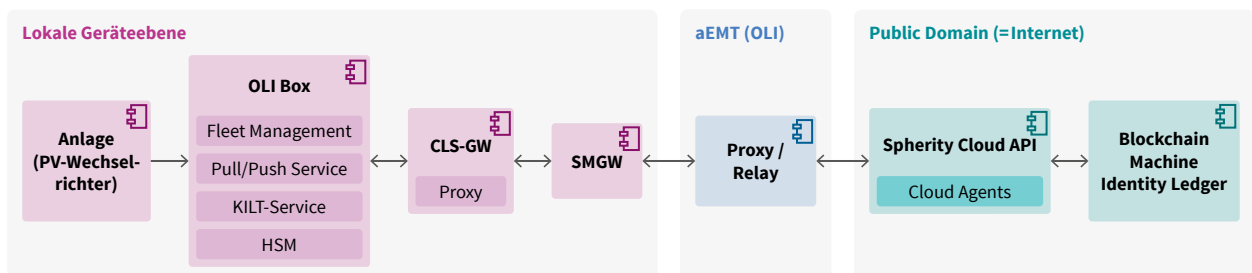 Lokale Geräteebene
Anlage
(PV-Wechsel-
richter)
OLI Box
Fleet Management
Pull/Push Service
KILT-Service
HSM
CLS-GW
Proxy
SMGW
aEMT (OLI)
Proxy /
Relay
Public Domain (=Internet)
Spherity Cloud API
Cloud Agents
Blockchain
Machine
Identity Ledger